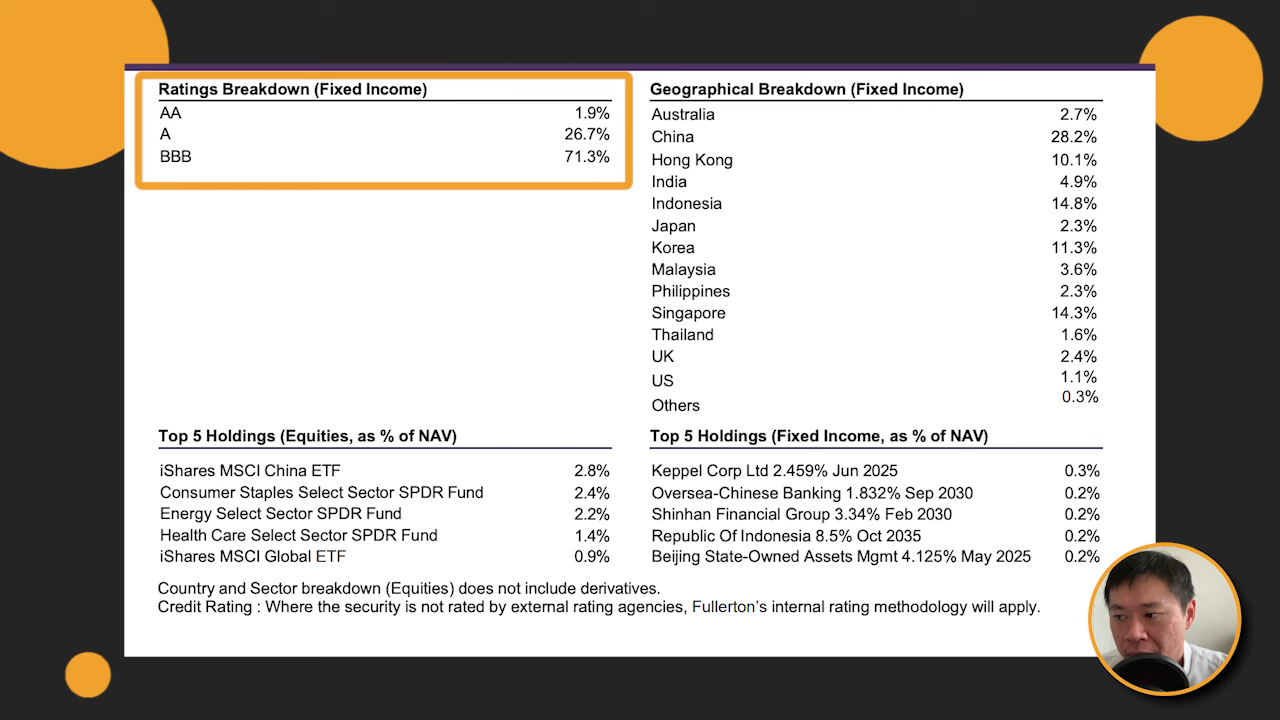 Ratings Breakdown (Fixed Income)
AA 1.9%
A 26.7%
BBB 71.3%
Geographical Breakdown (Fixed Income)
Australia 2.7%
China 28.2%
Hong Kong 10.1%
India 4.9%
Indonesia 14.8%
Japan 2.3%
Korea 11.3%
Malaysia 3.6%
Philippines 2.3%
Singapore 14.3%
Thailand 1.6%
UK 2.4%
US 1.1%
Others 0.3%
Top 5 Holdings (Equities, as % of NAV)
iShares MSCI China ETF 2.8%
Consumer Staples Select Sector SPDR Fund 2.4%
Energy Select Sector SPDR Fund 2.2%
Health Care Select Sector SPDR Fund 1.4%
iShares MSCI Global ETF 0.9%
Top 5 Holdings (Fixed Income, as % of NAV)
Keppel Corp Ltd 2.459% Jun 2025 0.3%
Oversea-Chinese Banking 1.832% Sep 2030 0.2%
Shinhan Financial Group 3.34% Feb 2030 0.2%
Republic Of Indonesia 8.5% Oct 2035 0.2%
Beijing State-Owned Assets Mgmt 4.125% May 2025 0.2%
Country and Sector breakdown (Equities) does not include derivatives.
Credit Rating : Where the security is not rated by external rating agencies, Fullerton’s internal rating methodology will apply.